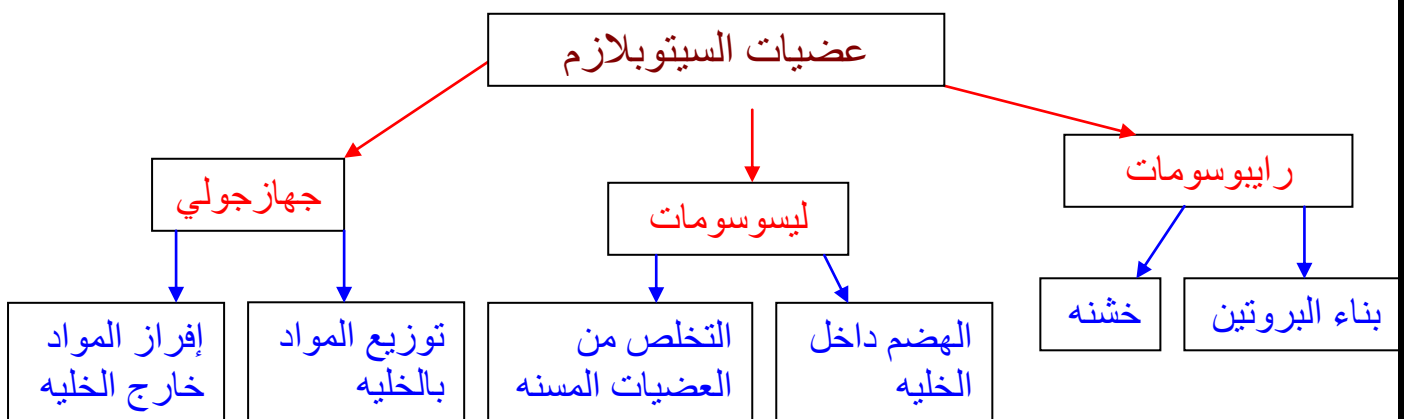 عضيات السيتوبلازم
رايبوسومات
ليسوسومات
جهازجولي
بناء البروتين
خشنه
الهضم داخل
الخليه
التخلص من
العضيات المسنه
توزيع المواد
بالخليه
إفراز المواد
خارج الخليه